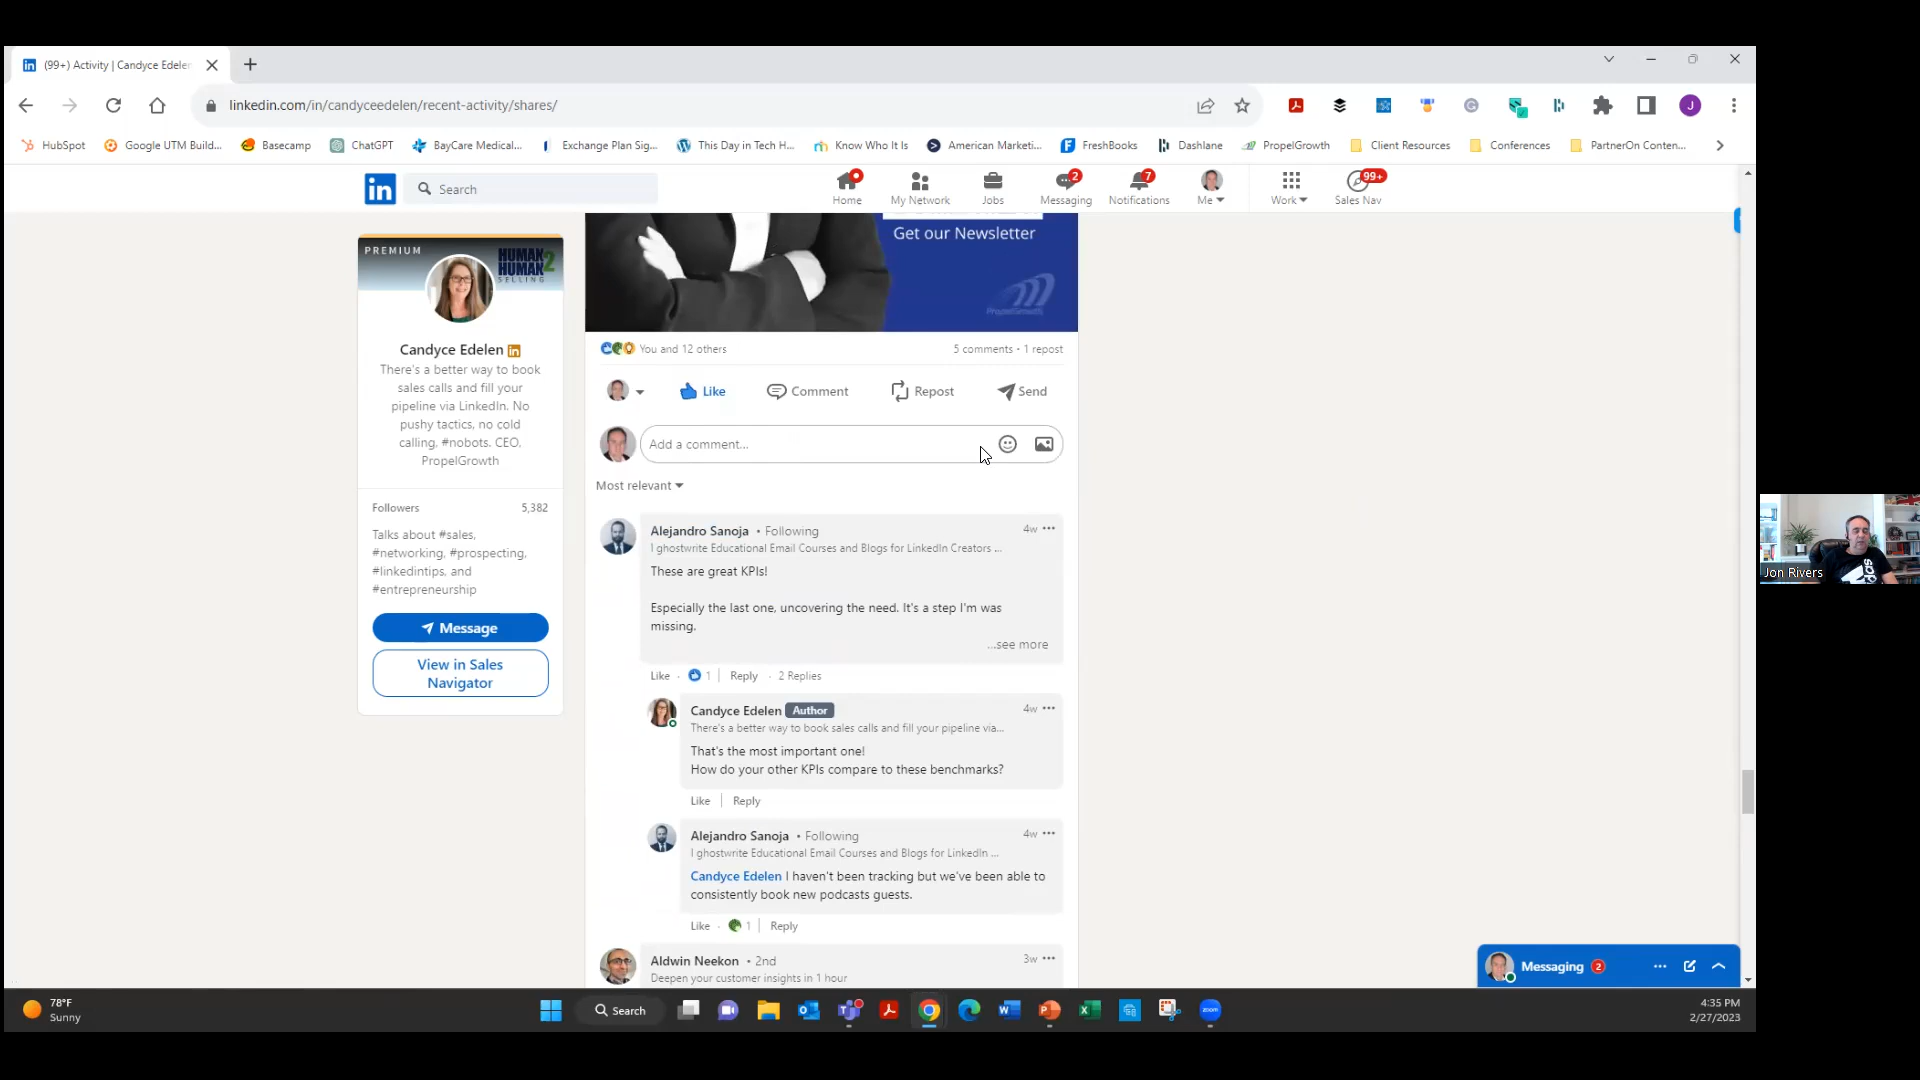 (99+) Activity | Candyce Edelen
linkedin.com/in/candyceedelen/recent-activity/shares/
J
HubSpot
Google UTM Build...
Basecamp
ChatGPT
BayCare Medical...
Exchange Plan Sig...
This Day in Tech H...
Know Who It Is
American Marketi...
FreshBooks
Dashlane
PropelGrowth
Client Resources
Conferences
PartnerOn Conten...
Search
Home
My Network
Jobs
2
Messaging
7
Notifications
Me
Work
99+
Sales Nav
PREMIUM
HUMAN 2
HUMAN
SELLING
Candyce Edelen
There's a better way to book
sales calls and fill your
pipeline via LinkedIn. No
pushy tactics, no cold
calling, #nobots. CEO,
PropelGrowth
Followers 5,382
Talks about #sales,
#networking, #prospecting,
#linkedintips, and
#entrepreneurship
Message
View in Sales
Navigator
Get our Newsletter
PropelGrowth
You and 12 others
5 comments • 1 repost
Like
Comment
Repost
Send
Add a comment...
Most relevant
Alejandro Sanoja • Following
4w
I ghostwrite Educational Email Courses and Blogs for LinkedIn Creators ...
These are great KPIs!
Especially the last one, uncovering the need. It's a step I'm was
missing.
...see more
Like · 1 | Reply · 2 Replies
Candyce Edelen Author
4w
There's a better way to book sales calls and fill your pipeline via...
That's the most important one!
How do your other KPIs compare to these benchmarks?
Like | Reply
Alejandro Sanoja • Following
4w
I ghostwrite Educational Email Courses and Blogs for LinkedIn ...
Candyce Edelen I haven't been tracking but we've been able to
consistently book new podcasts guests.
Like · 1 | Reply
Aldwin Neekon • 2nd
3w
Deepen your customer insights in 1 hour
Messaging 2
Jon Rivers
78°F
Sunny
Search
zoom
4:35 PM
2/27/2023